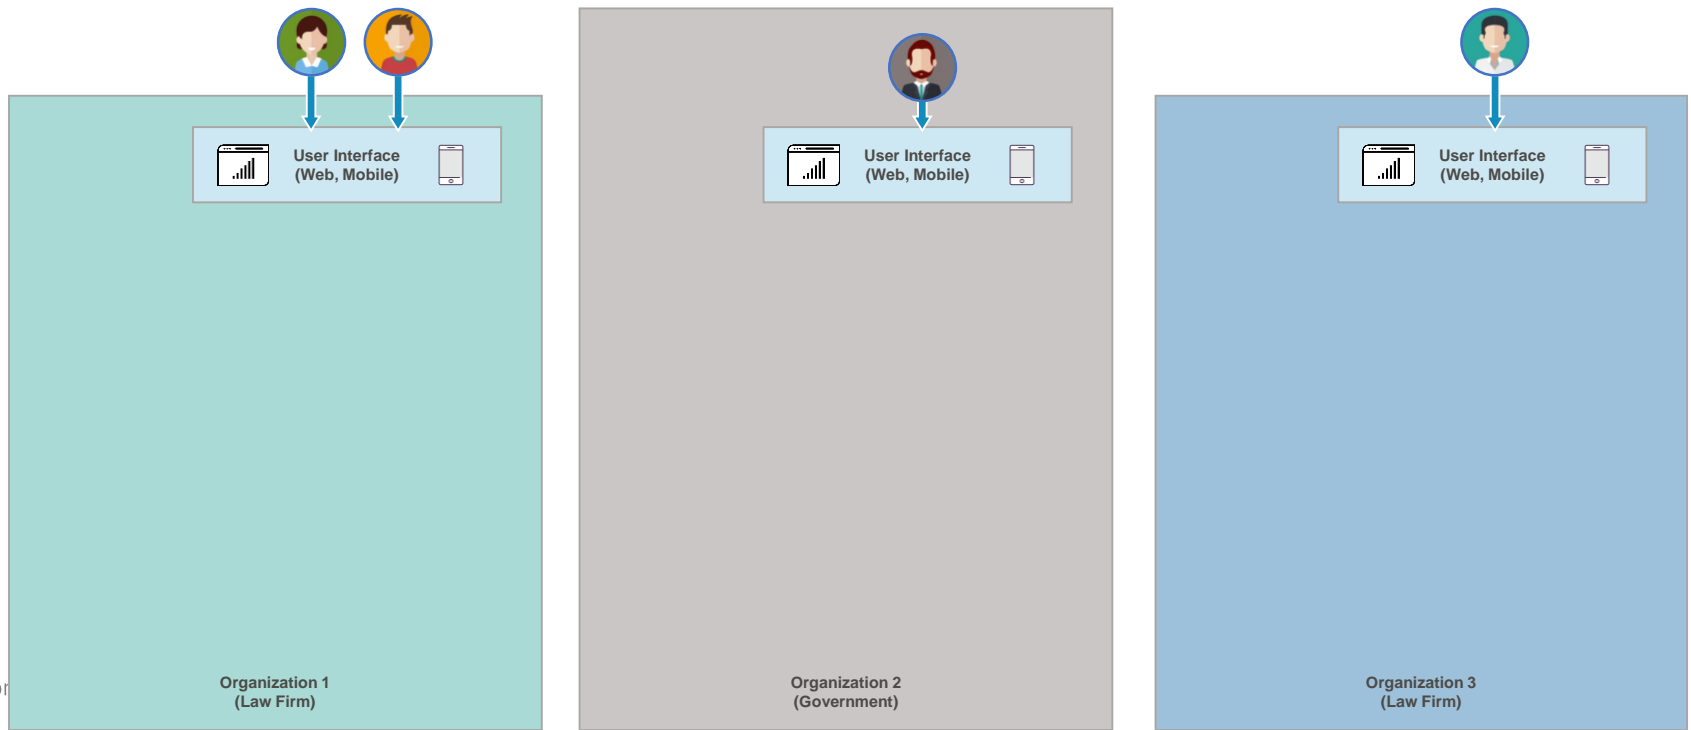 User Interface
(Web, Mobile)
User Interface
(Web, Mobile)
User Interface
(Web, Mobile)
Organization 1
(Law Firm)
Organization 2
(Government)
Organization 3
(Law Firm)